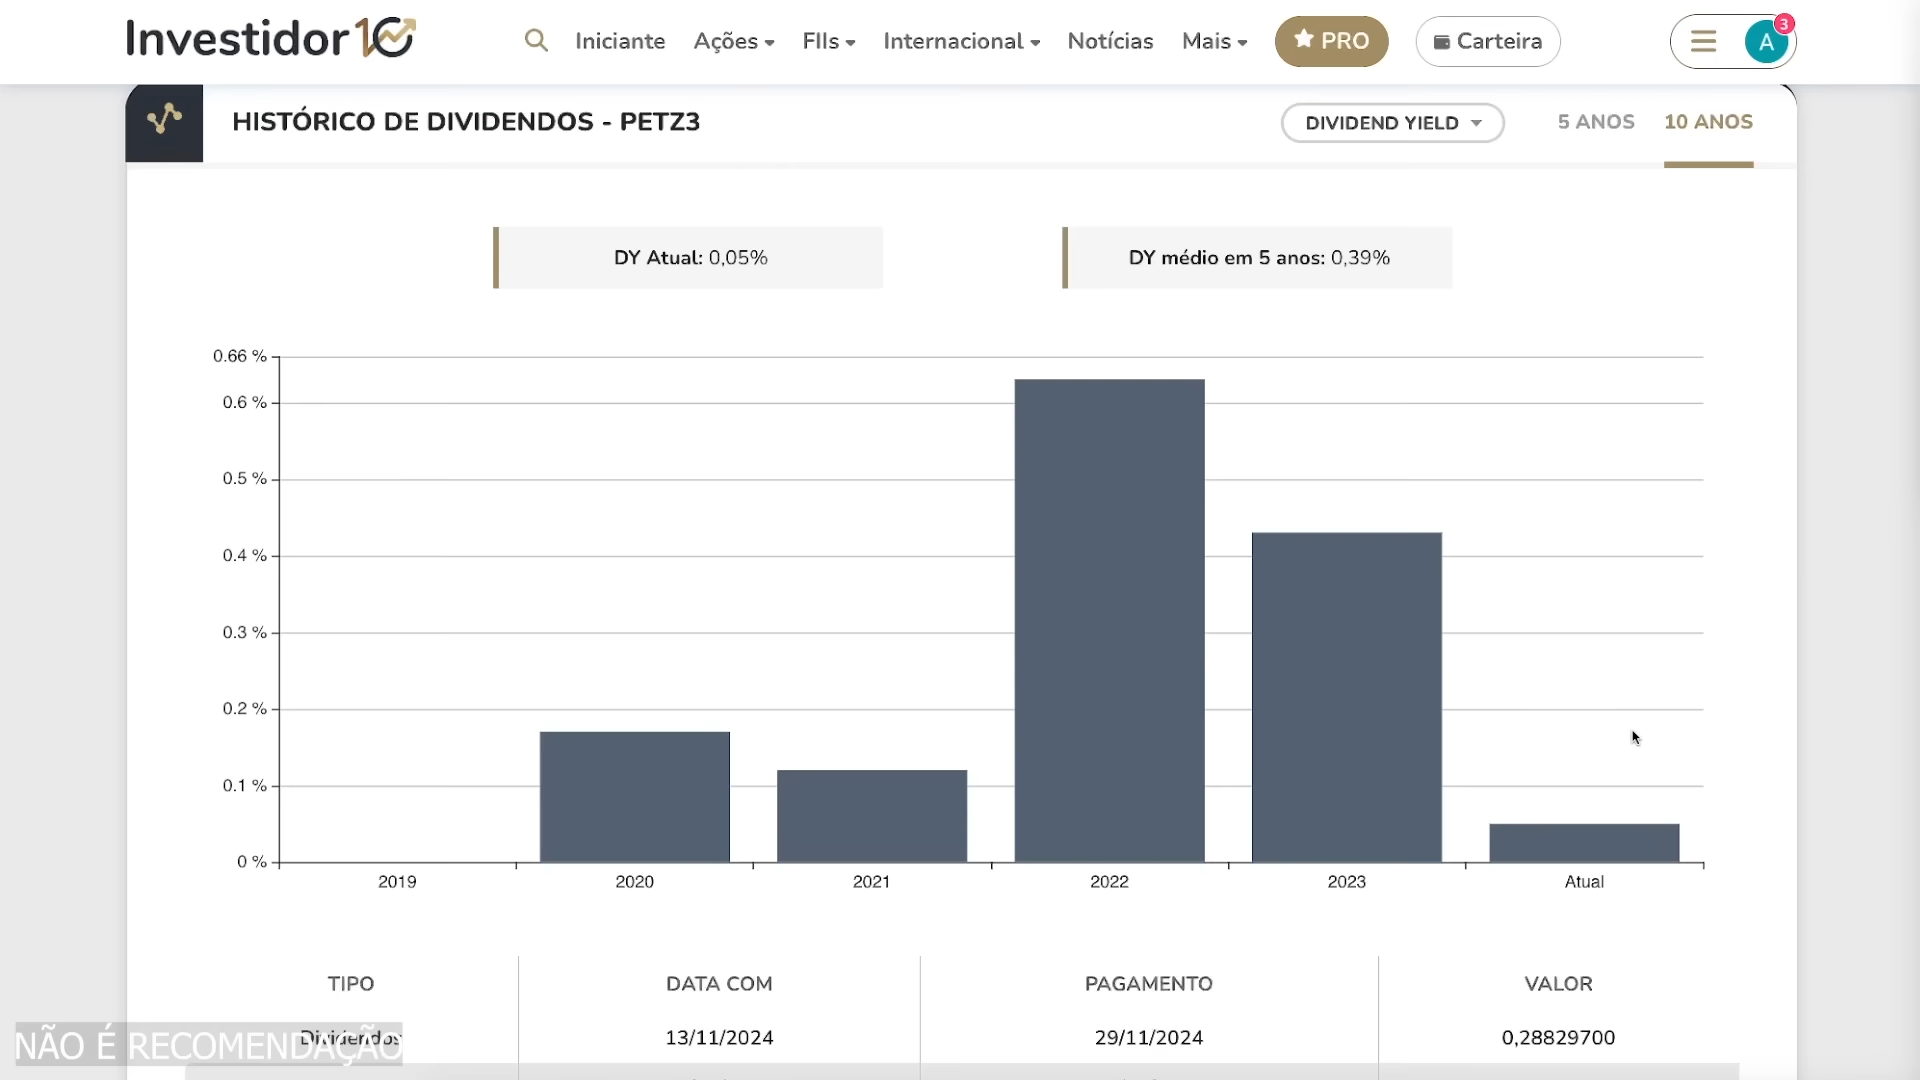 Investidor10
Iniciante
Ações
FIIs
Internacional
Notícias
Mais
PRO
Carteira
A
3
HISTÓRICO DE DIVIDENDOS - PETZ3
DIVIDEND YIELD
5 ANOS
10 ANOS
DY Atual: 0,05%
DY médio em 5 anos: 0,39%
0.66 %
0.6 %
0.5 %
0.4 %
0.3 %
0.2 %
0.1 %
0 %
2019
2020
2021
2022
2023
Atual
TIPO
DATA COM
PAGAMENTO
VALOR
Dividendos
13/11/2024
29/11/2024
0,28829700
NÃO É RECOMENDAÇÃO